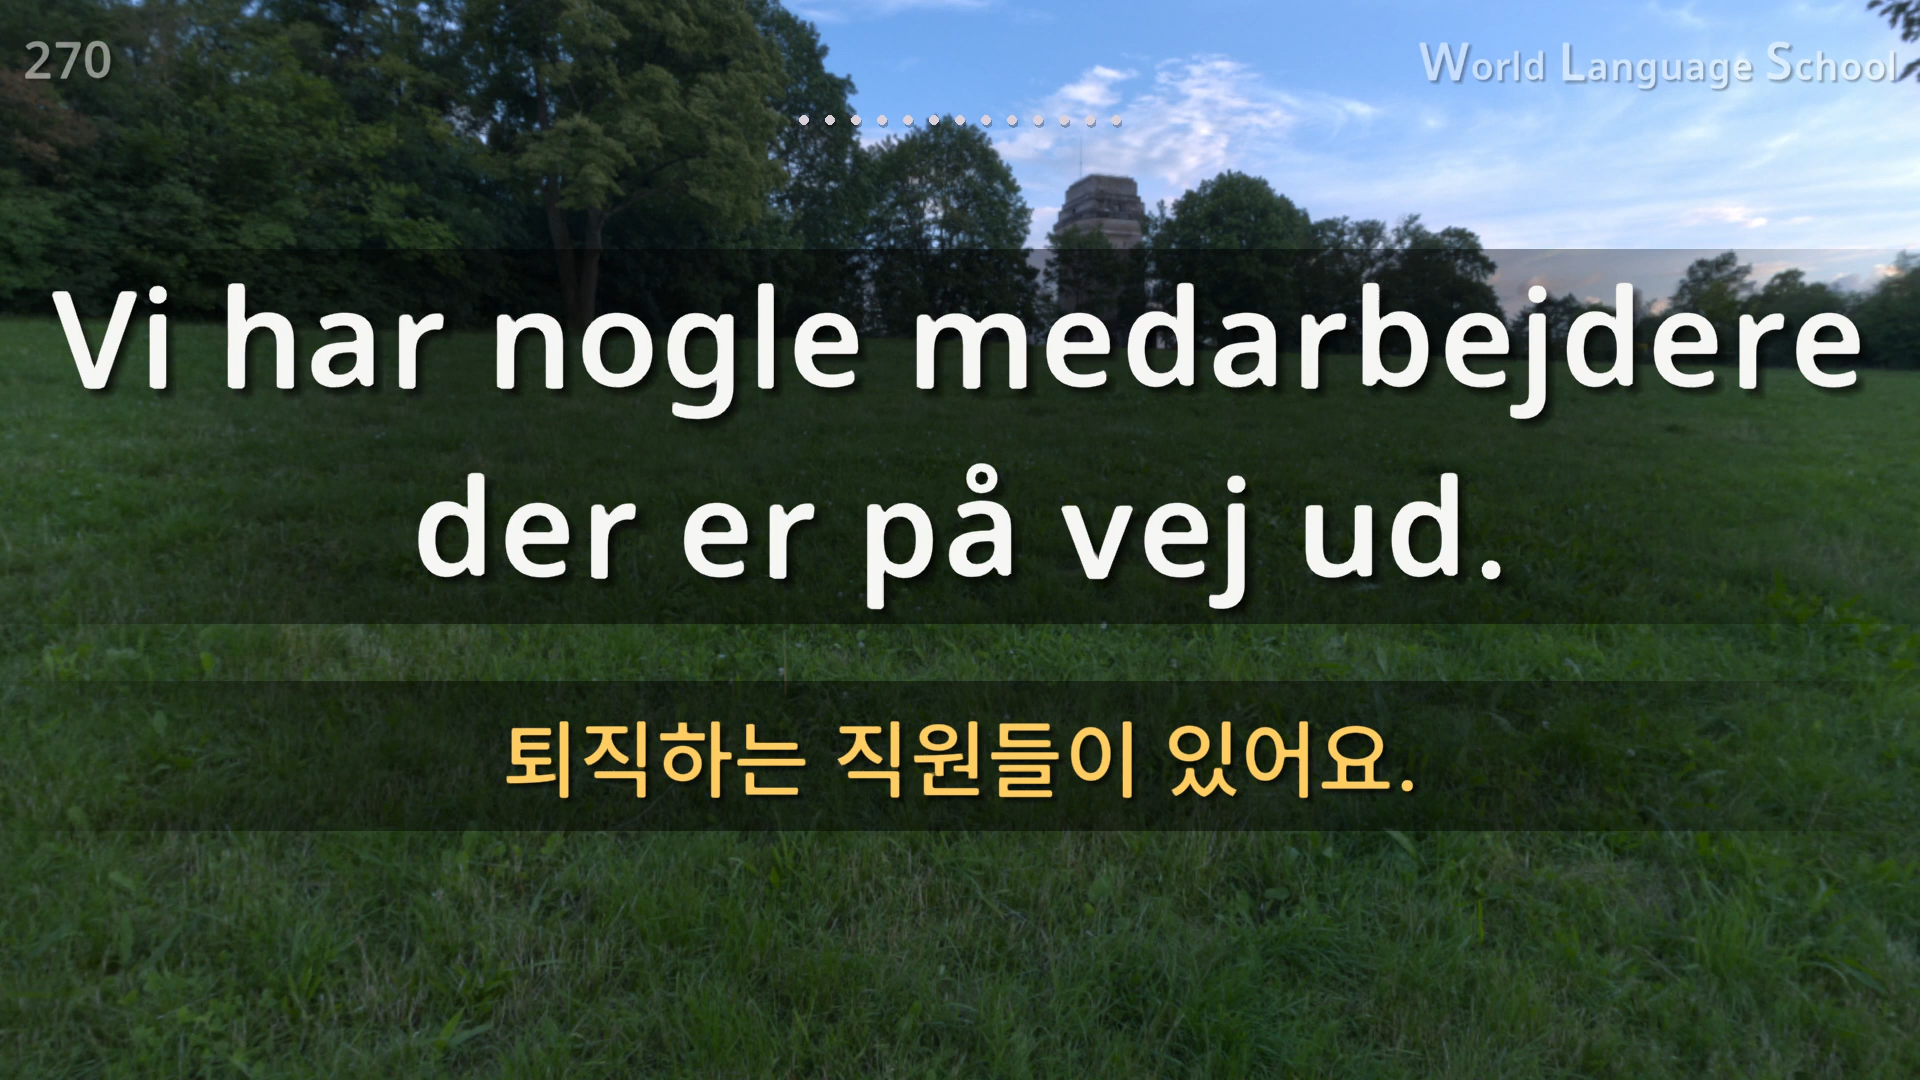 270
World Language School
Vi har nogle medarbejdere
der er på vej ud.
퇴직하는 직원들이 있어요.